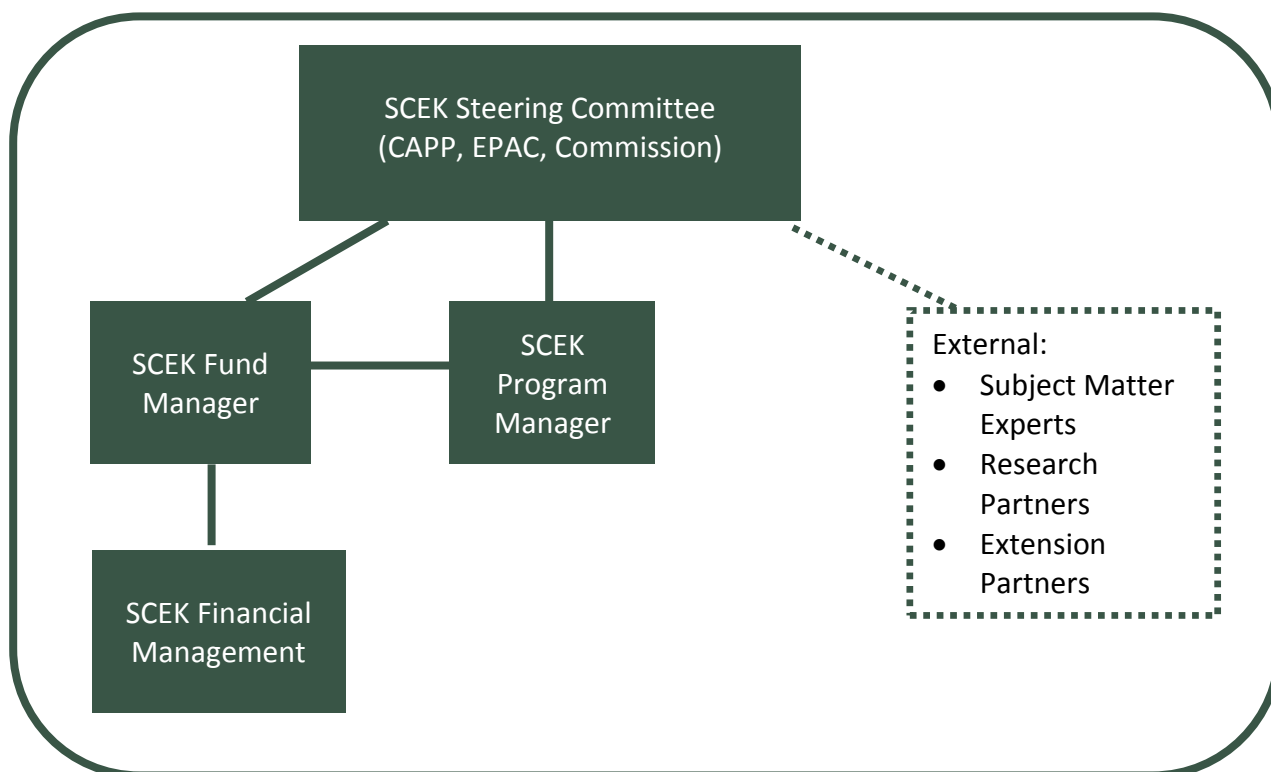 SCEK Steering Committee
(CAPP, EPAC, Commission)
SCEK Fund
Manager
SCEK
Program
Manager
External:
• Subject Matter
Experts
• Research
Partners
• Extension
Partners
SCEK Financial
Management